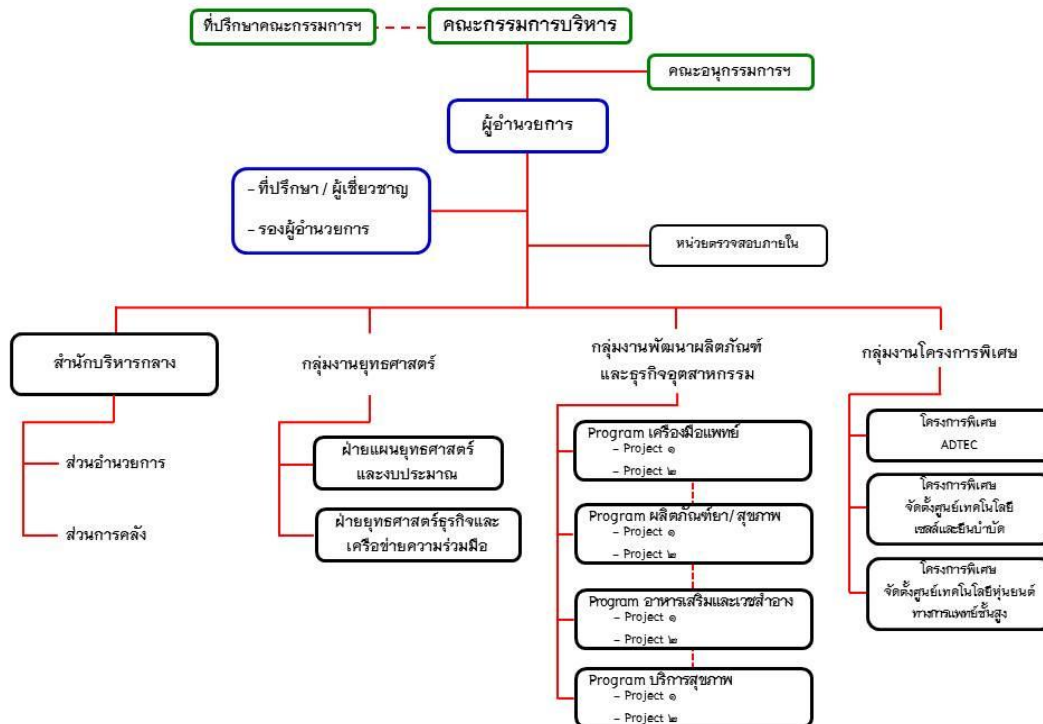 ที่ปรึกษาคณะกรรมการฯ
คณะกรรมการบริหาร
คณะอนุกรรมการฯ
ผู้อำนวยการ
– ที่ปรึกษา / ผู้เชี่ยวชาญ
– รองผู้อำนวยการ
หน่วยตรวจสอบภายใน
สำนักบริหารกลาง
ส่วนอำนวยการ
ส่วนการคลัง
กลุ่มงานยุทธศาสตร์
ฝ่ายแผนยุทธศาสตร์
และงบประมาณ
ฝ่ายยุทธศาสตร์ธุรกิจและ
เครือข่ายความร่วมมือ
กลุ่มงานพัฒนาผลิตภัณฑ์
และธุรกิจอุตสาหกรรม
Program เครื่องมือแพทย์
– Project ๑
– Project ๒
Program ผลิตภัณฑ์ยา/ สุขภาพ
– Project ๑
– Project ๒
Program อาหารเสริมและเวชสำอาง
– Project ๑
– Project ๒
Program บริการสุขภาพ
– Project ๑
– Project ๒
กลุ่มงานโครงการพิเศษ
โครงการพิเศษ
ADTEC
โครงการพิเศษ
จัดตั้งศูนย์เทคโนโลยี
เซลล์และยีนบำบัด
โครงการพิเศษ
จัดตั้งศูนย์เทคโนโลยีหุ่นยนต์
ทางการแพทย์ชั้นสูง